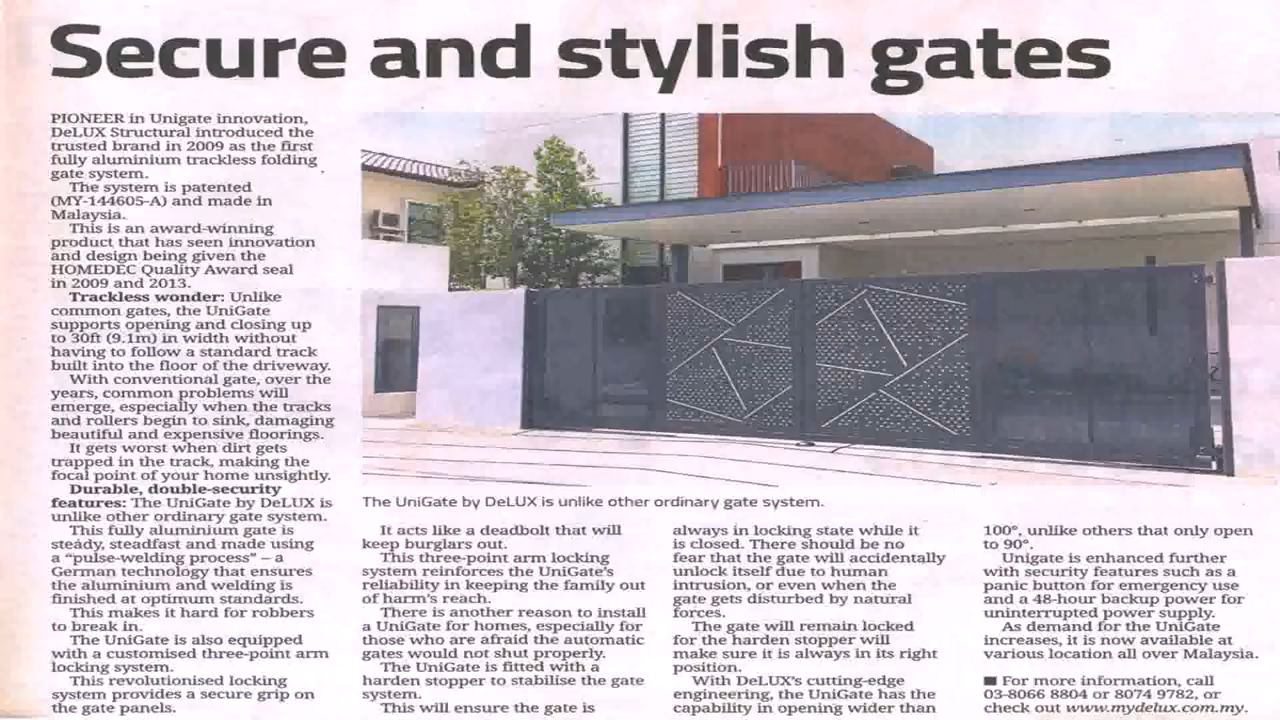 Secure and stylish gates
PIONEER in Unigate innovation,
DeLUX Structural introduced the
trusted brand in 2009 as the first
fully aluminium trackless folding
gate system.
The system is patented
(MY-144605-A) and made in
Malaysia.
This is an award-winning
product that has seen innovation
and design being given the
HOMEDEC Quality Award seal
in 2009 and 2013.
Trackless wonder: Unlike
common gates, the UniGate
supports opening and closing up
to 30ft (9.1m) in width without
having to follow a standard track
built into the floor of the driveway.
With conventional gate, over the
years, common problems will
emerge, especially when the tracks
and rollers begin to sink, damaging
beautiful and expensive floorings.
It gets worst when dirt gets
trapped in the track, making the
focal point of your home unsightly.
Durable, double-security
features: The UniGate by DeLUX is
unlike other ordinary gate system.
This fully aluminium gate is
steady, steadfast and made using
a “pulse-welding process” – a
German technology that ensures
the aluminium and welding is
finished at optimum standards.
This makes it hard for robbers
to break in.
The UniGate is also equipped
with a customised three-point arm
locking system.
This revolutionised locking
system provides a secure grip on
the gate panels.
The UniGate by DeLUX is unlike other ordinary gate system.
It acts like a deadbolt that will
keep burglars out.
This three-point arm locking
system reinforces the UniGate's
reliability in keeping the family out
of harm's reach.
There is another reason to install
a UniGate for homes, especially for
those who are afraid the automatic
gates would not shut properly.
The UniGate is fitted with a
harden stopper to stabilise the gate
system.
This will ensure the gate is
always in locking state while it
is closed. There should be no
fear that the gate will accidentally
unlock itself due to human
intrusion, or even when the
gate gets disturbed by natural
forces.
The gate will remain locked
for the harden stopper will
make sure it is always in its right
position.
With DeLUX's cutting-edge
engineering, the UniGate has the
capability in opening wider than
100°, unlike others that only open
to 90°.
Unigate is enhanced further
with security features such as a
panic button for emergency use
and a 48-hour backup power for
uninterrupted power supply.
As demand for the UniGate
increases, it is now available at
various location all over Malaysia.
■ For more information, call
03-8066 8804 or 8074 9782, or
check out www.mydelux.com.my.